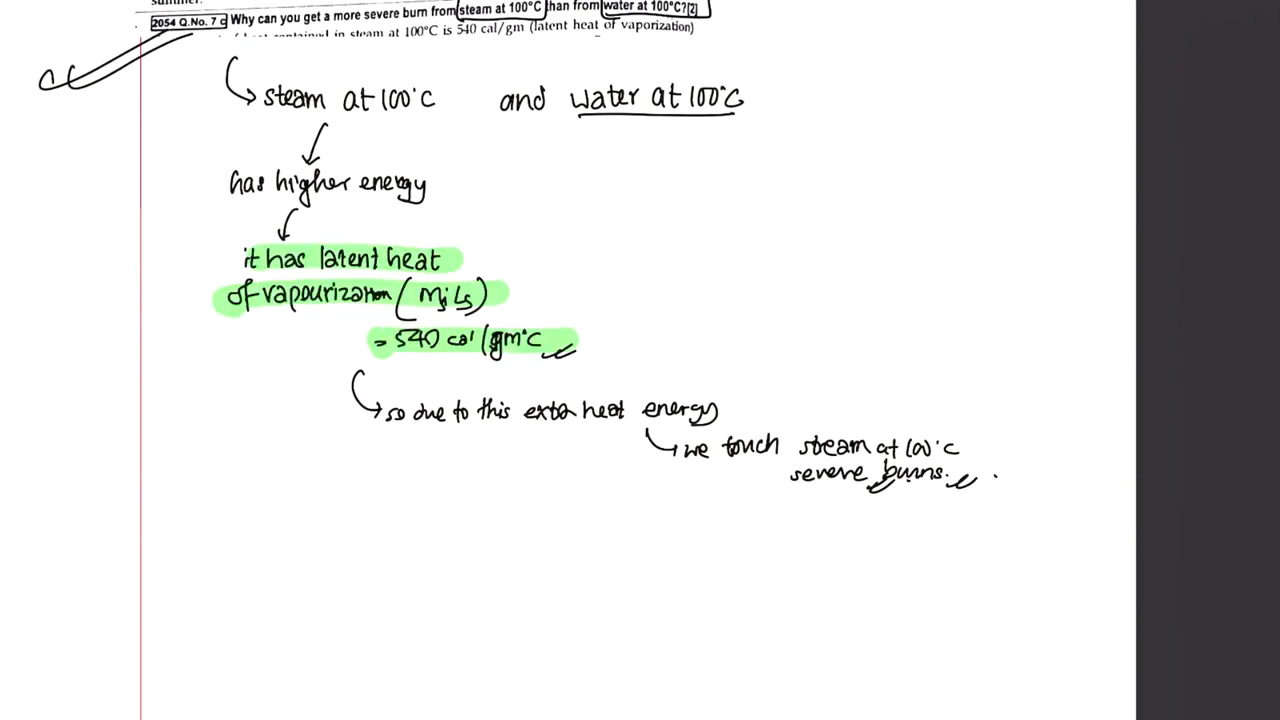 summer.
2054 Q.No. 7 c Why can you get a more severe burn from steam at 100°C than from water at 100°C?[2]
contained in steam at 100°C is 540 cal/gm (latent heat of vaporization)
steam at 100°C and water at 100°C
has higher energy
it has latent heat
of vapourization (
= 540 cal/gm°C
so due to this extra heat energy
we touch steam at 100°C
severe burns.